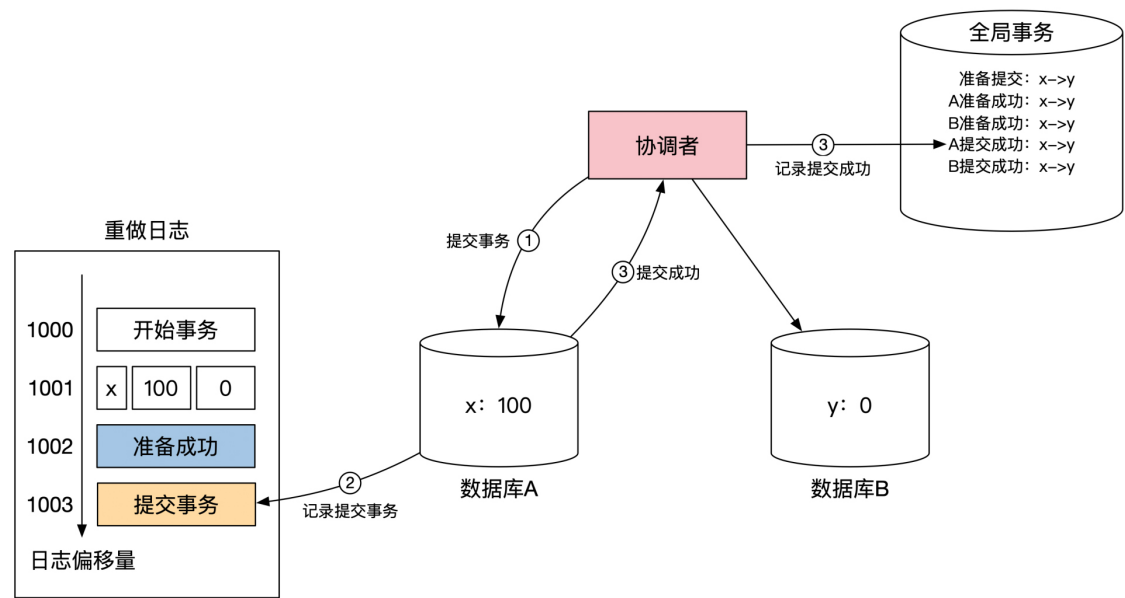 全局事务
准备提交：x->y
A准备成功：x->y
B准备成功：x->y
A提交成功：x->y
B提交成功：x->y
协调者
③
记录提交成功
提交事务 ①
③ 提交成功
重做日志
1000 开始事务
1001 x 100 0
1002 准备成功
1003 提交事务
日志偏移量
②
记录提交事务
x：100
数据库A
y：0
数据库B